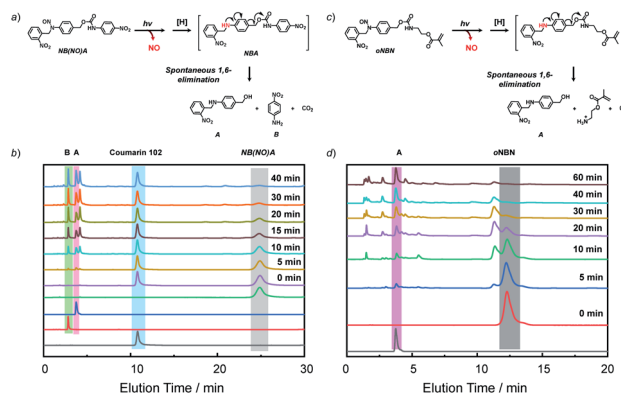 a)
hv
[H]
NO
NB(NO)A
NBA
Spontaneous 1,6-
elimination
A
B
+
+ CO₂
c)
hv
[H]
NO
oNBN
Spontaneous 1,6-
elimination
A
+
b)
B A
Coumarin 102
NB(NO)A
40 min
30 min
20 min
15 min
10 min
5 min
0 min
0 10 20 30
Elution Time / min
d)
A
oNBN
60 min
40 min
30 min
20 min
10 min
5 min
0 min
0 5 10 15 20
Elution Time / min